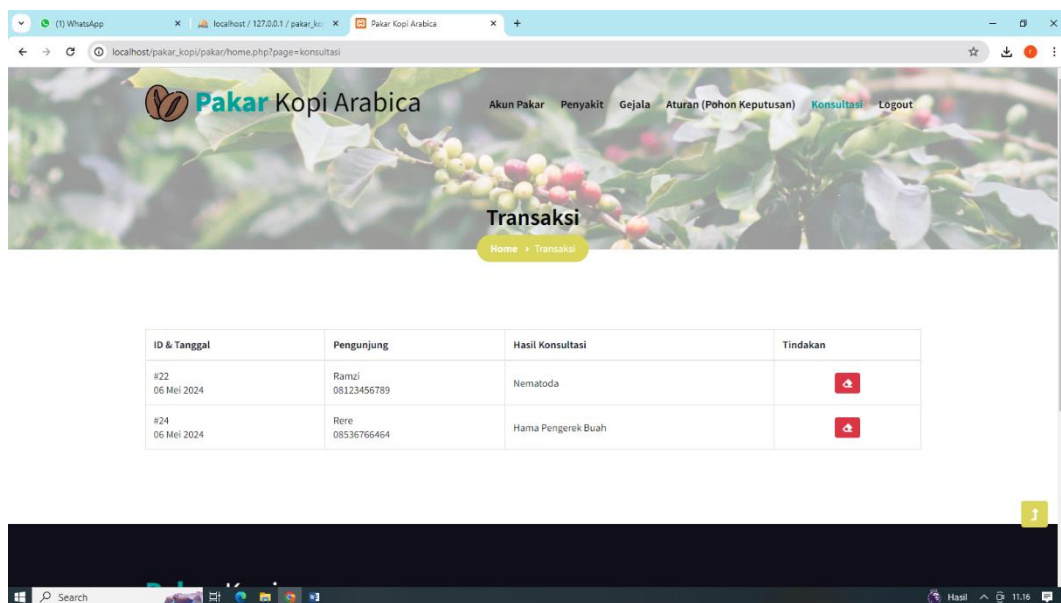 (1) WhatsApp
localhost / 127.0.0.1 / pakar_ko
Pakar Kopi Arabica
localhost/pakar_kopi/pakar/home.php?page=konsultasi
Pakar Kopi Arabica
Akun Pakar Penyakit Gejala Aturan (Pohon Keputusan) Konsultasi Logout
Transaksi
Home > Transaksi
ID & Tanggal Pengunjung Hasil Konsultasi Tindakan
#22 Ramzi
06 Mei 2024 08123456789 Nematoda
#24 Rere
06 Mei 2024 08536766464 Hama Pengerek Buah
Search
Hasil
11.16